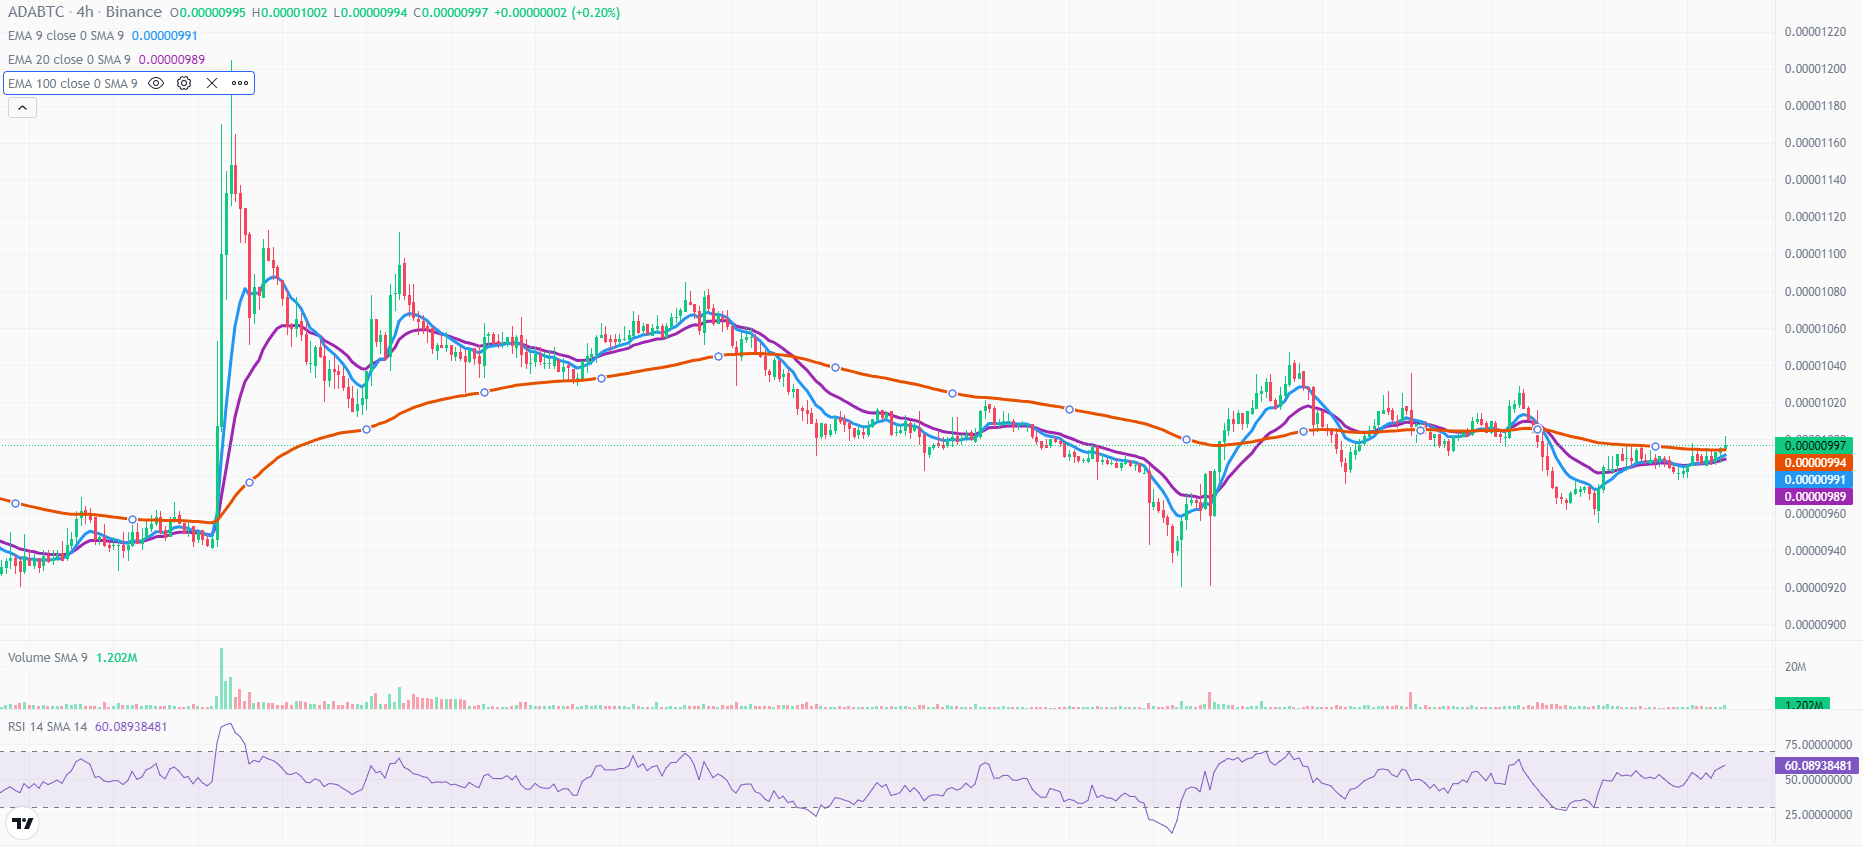 ADABTC · 4h · Binance O0.00000995 H0.00001002 L0.00000994 C0.00000997 +0.00000002 (+0.20%)
EMA 9 close 0 SMA 9 0.00000991
EMA 20 close 0 SMA 9 0.00000989
EMA 100 close 0 SMA 9
0.00001220
0.00001200
0.00001180
0.00001160
0.00001140
0.00001120
0.00001100
0.00001080
0.00001060
0.00001040
0.00001020
0.00000997
0.00000994
0.00000991
0.00000989
0.00000960
0.00000940
0.00000920
0.00000900
Volume SMA 9 1.202M
20M
1.202M
RSI 14 SMA 14 60.08938481
75.00000000
60.08938481
50.00000000
25.00000000